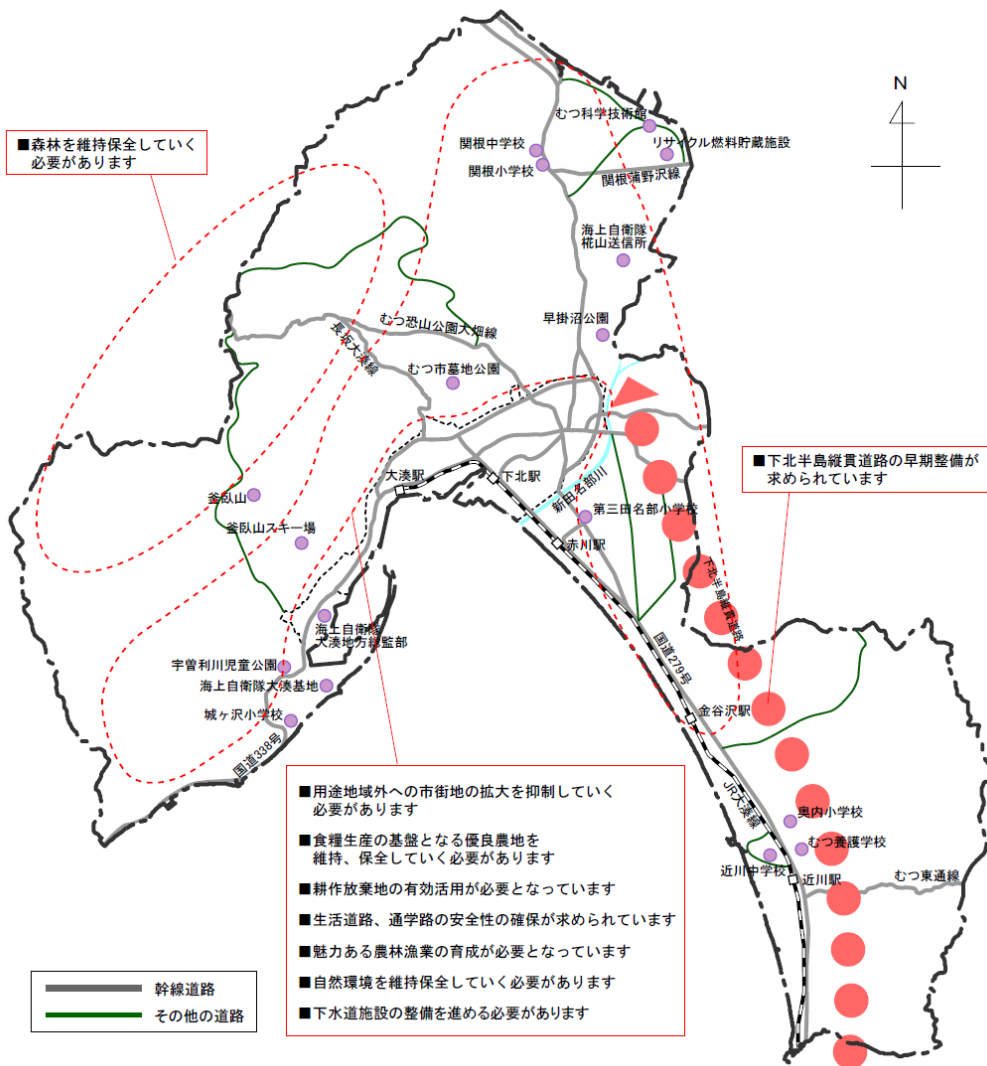 N
むつ科学技術館
■森林を維持保全していく
必要があります
関根中学校
リサイクル燃料貯蔵施設
関根小学校
関根蒲野沢線
海上自衛隊
椛山送信所
早掛沼公園
むつ恐山公園大畑線
長坂大湊線
むつ市墓地公園
■下北半島縦貫道路の早期整備が
求められています
大湊駅
下北駅
新田名部川
釜臥山
第三田名部小学校
釜臥山スキー場
赤川駅
下北半島縦貫道路
海上自衛隊
大湊地方総監部
国道279号
宇曽利川児童公園
海上自衛隊大湊基地
金谷沢駅
城ヶ沢小学校
国道338号
JR大湊線
■用途地域外への市街地の拡大を抑制していく
必要があります
■食糧生産の基盤となる優良農地を
維持、保全していく必要があります
■耕作放棄地の有効活用が必要となっています
■生活道路、通学路の安全性の確保が求められています
■魅力ある農林漁業の育成が必要となっています
■自然環境を維持保全していく必要があります
■下水道施設の整備を進める必要があります
奥内小学校
むつ養護学校
近川中学校
近川駅
むつ東通線
幹線道路
その他の道路